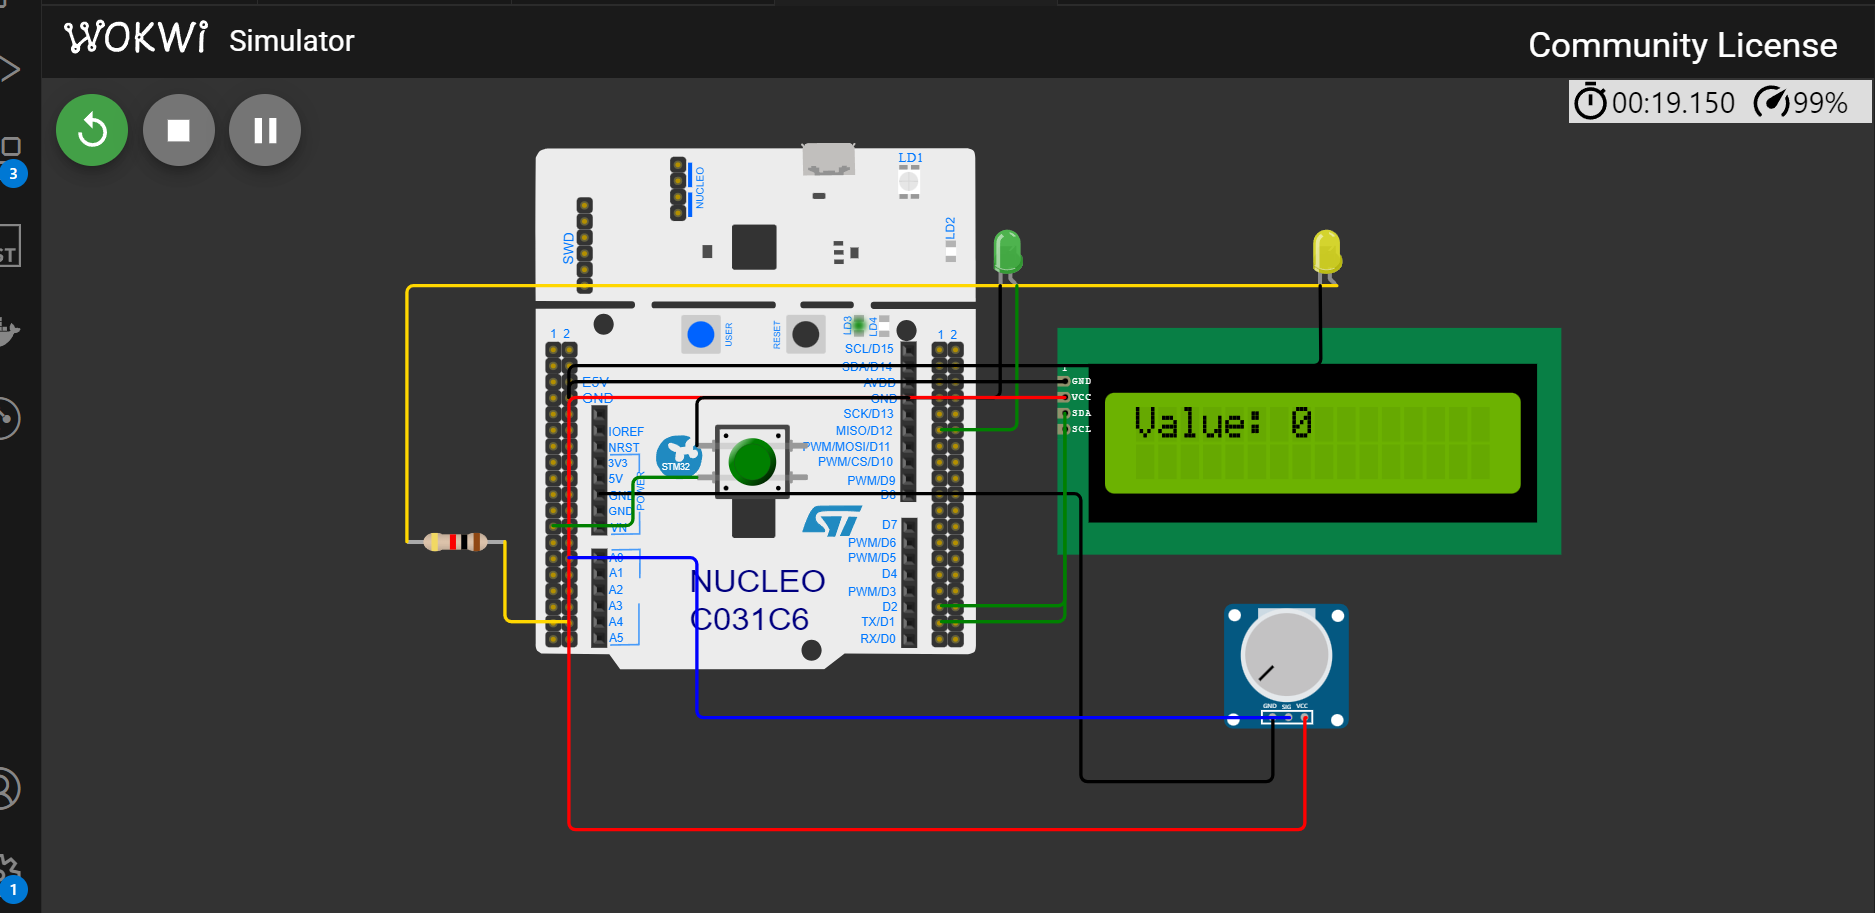 WOKWi Simulator
Community License
00:19.150 99%
3
ST
1
NUCLEO
LD1
LD2
SWD
1 2
USER
RESET
LD3
LD4
1 2
SCL/D15
SDA/D14
AVDD
GND
SCK/D13
MISO/D12
PWM/MOSI/D11
PWM/CS/D10
PWM/D9
D8
D7
PWM/D6
PWM/D5
D4
PWM/D3
D2
TX/D1
RX/D0
E5V
GND
IOREF
NRST
3V3
5V
GND
GND
VIN
POWER
A0
A1
A2
A3
A4
A5
STM32
NUCLEO
C031C6
1
GND
VCC
SDA
SCL
Value: 0
GND SIG VCC